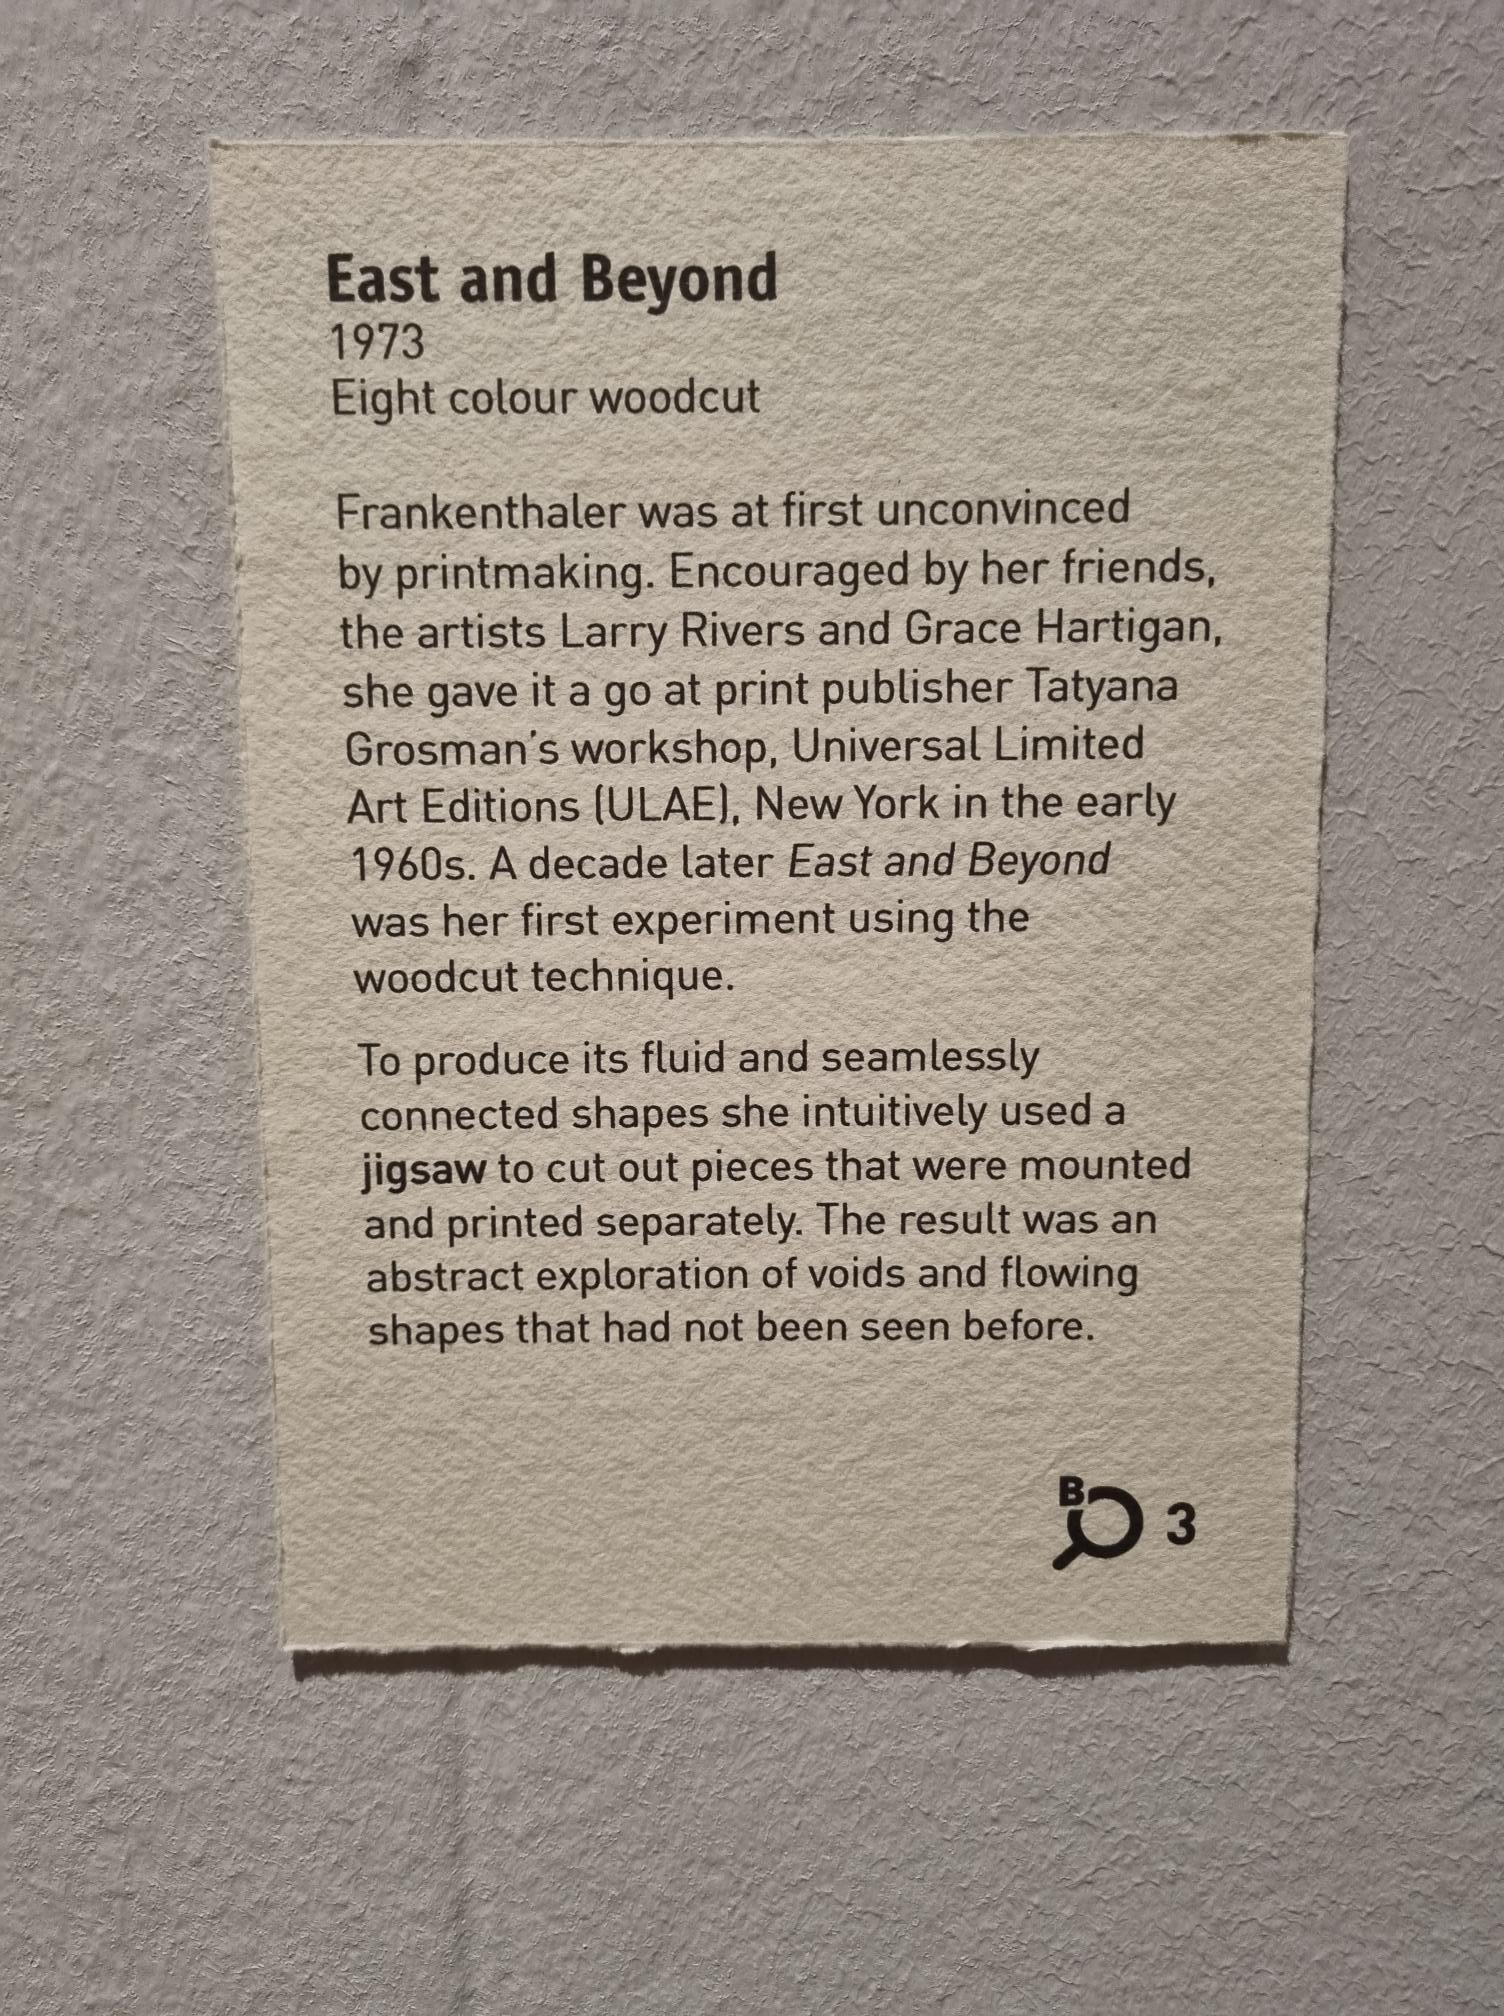 East and Beyond
1973
Eight colour woodcut
Frankenthaler was at first unconvinced
by printmaking. Encouraged by her friends,
the artists Larry Rivers and Grace Hartigan,
she gave it a go at print publisher Tatyana
Grosman's workshop, Universal Limited
Art Editions (ULAE), New York in the early
1960s. A decade later East and Beyond
was her first experiment using the
woodcut technique.
To produce its fluid and seamlessly
connected shapes she intuitively used a
jigsaw to cut out pieces that were mounted
and printed separately. The result was an
abstract exploration of voids and flowing
shapes that had not been seen before.
B 3